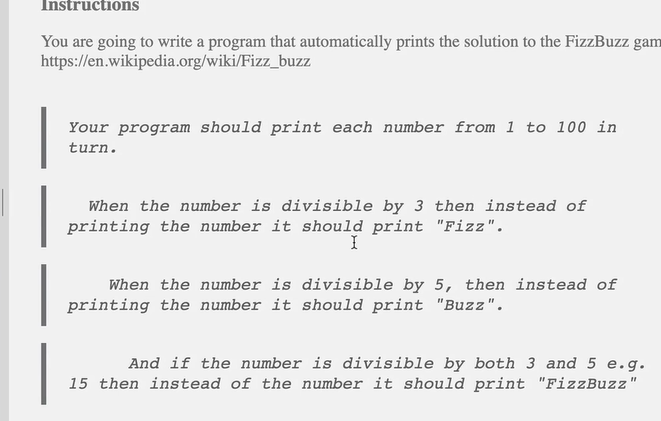 Instructions
You are going to write a program that automatically prints the solution to the FizzBuzz gam
https://en.wikipedia.org/wiki/Fizz_buzz
Your program should print each number from 1 to 100 in
turn.
When the number is divisible by 3 then instead of
printing the number it should print "Fizz".
When the number is divisible by 5, then instead of
printing the number it should print "Buzz".
And if the number is divisible by both 3 and 5 e.g.
15 then instead of the number it should print "FizzBuzz"